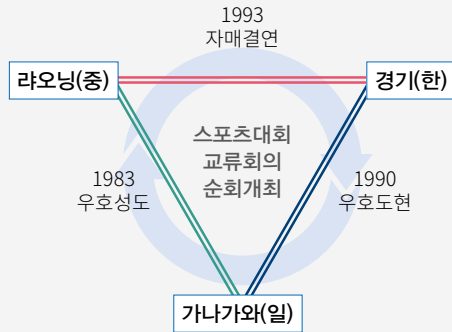 1993
자매결연
랴오닝(중)
경기(한)
스포츠대회
교류회의
순회개최
1983
우호성도
1990
우호도현
가나가와(일)